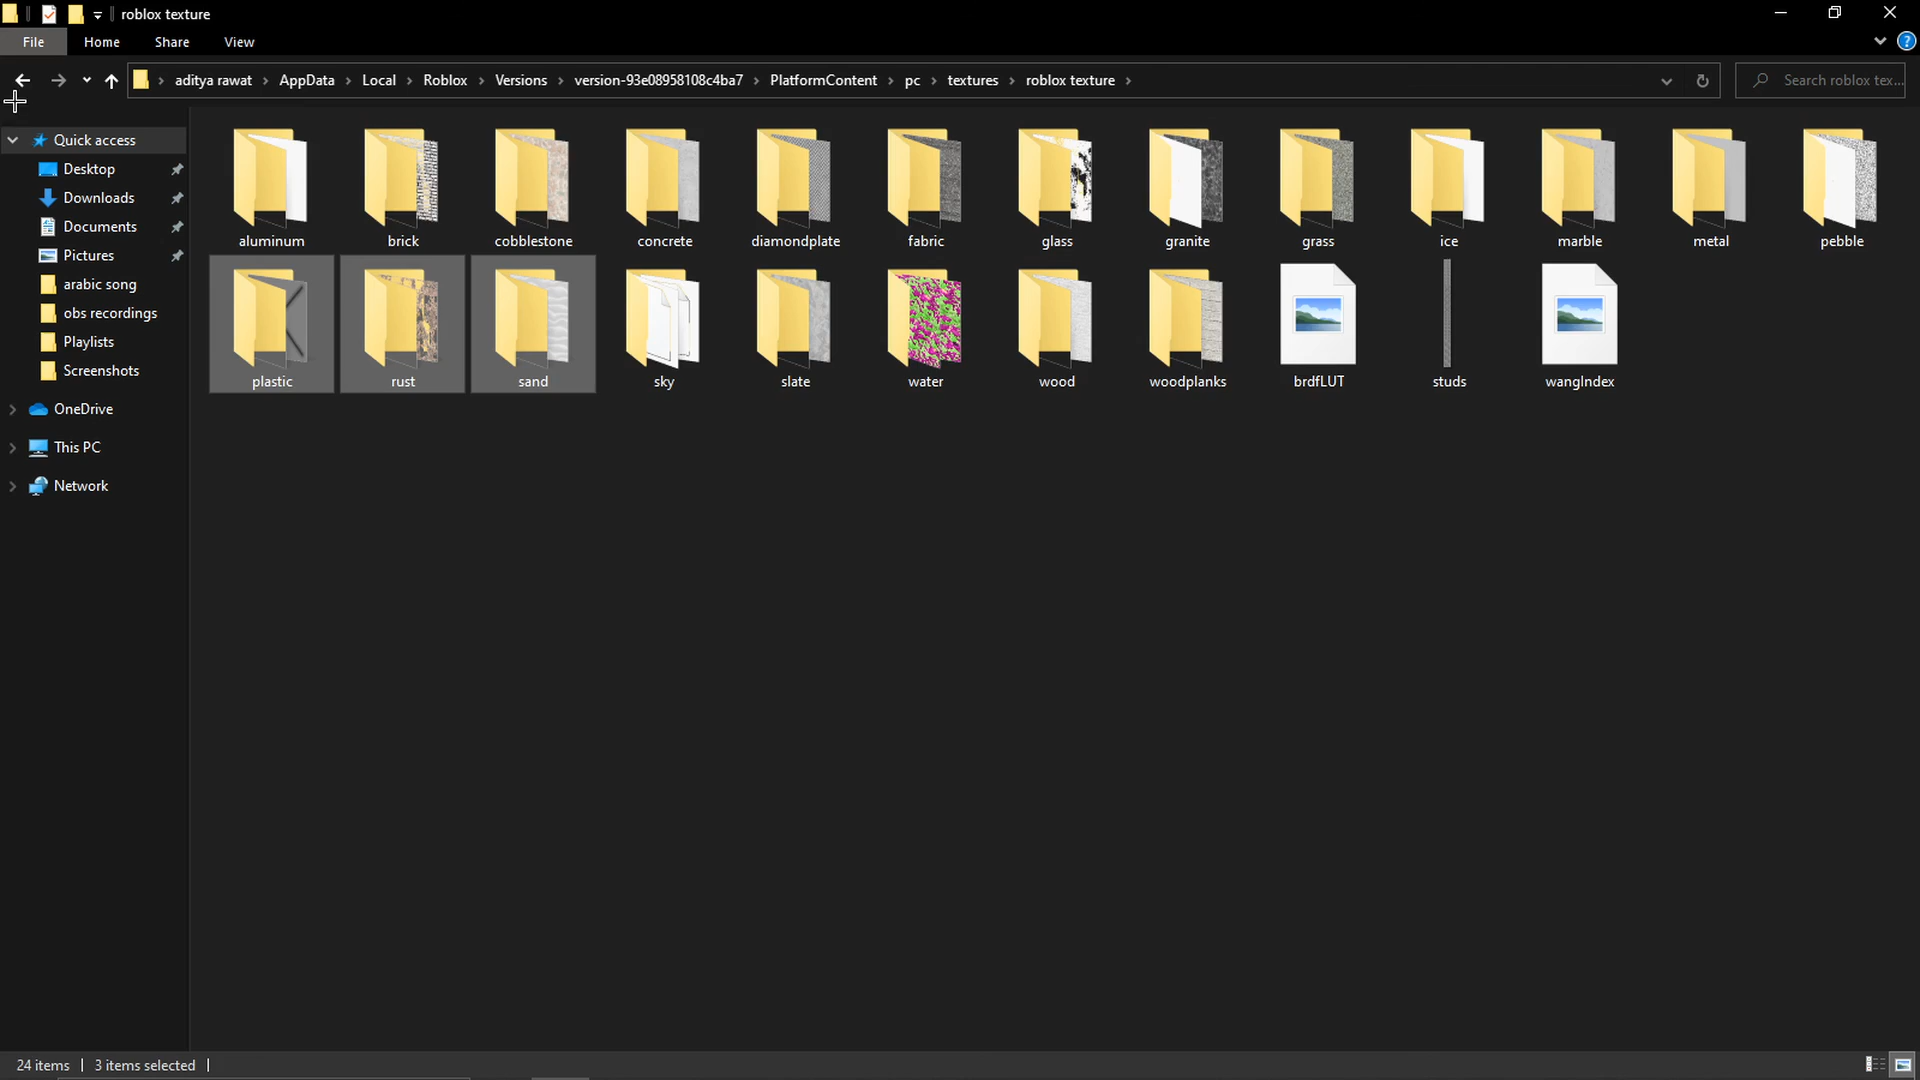 roblox texture
File Home Share View
aditya rawat AppData Local Roblox Versions version-93e08958108c4ba7 PlatformContent pc textures roblox texture Search roblox tex...
Quick access
Desktop
Downloads
Documents
Pictures
arabic song
obs recordings
Playlists
Screenshots
OneDrive
This PC
Network
aluminum brick cobblestone concrete diamondplate fabric glass granite grass ice marble metal pebble
plastic rust sand sky slate water wood woodplanks brdfLUT studs wangIndex
24 items 3 items selected